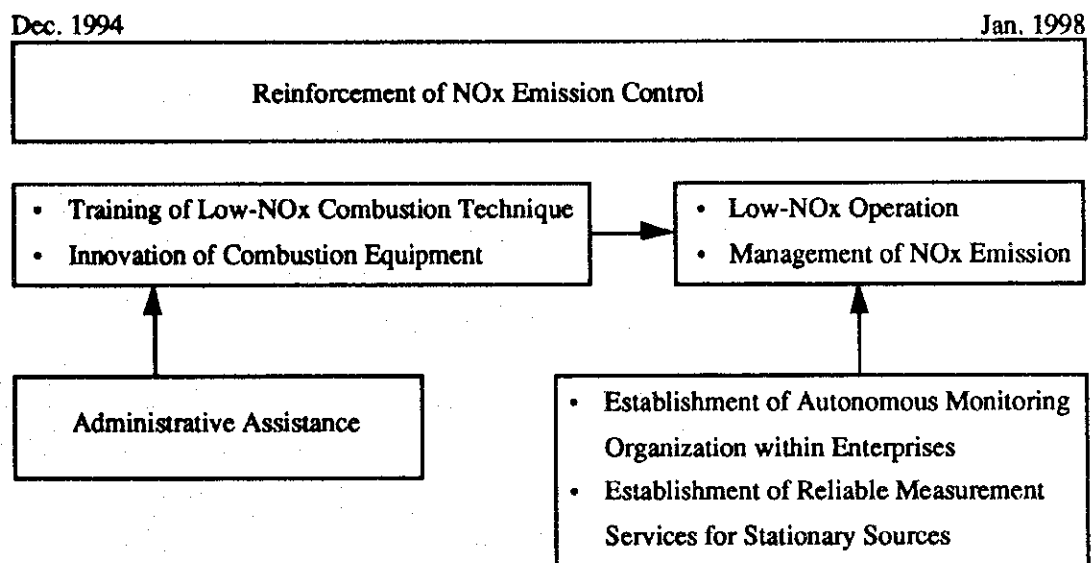 Dec. 1994
Jan. 1998
Reinforcement of NOx Emission Control
• Training of Low-NOx Combustion Technique
• Innovation of Combustion Equipment
• Low-NOx Operation
• Management of NOx Emission
Administrative Assistance
• Establishment of Autonomous Monitoring
Organization within Enterprises
• Establishment of Reliable Measurement
Services for Stationary Sources